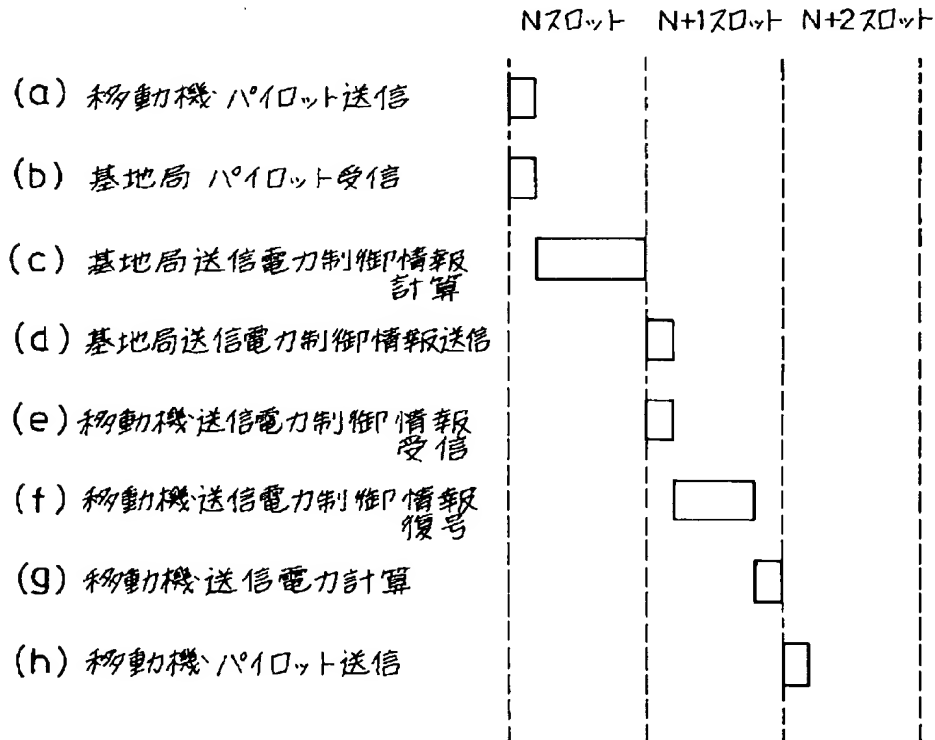 Nスロット N+1スロット N+2スロット
(a) 移動機 パイロット送信
(b) 基地局 パイロット受信
(c) 基地局送信電力制御情報
計算
(d) 基地局送信電力制御情報送信
(e) 移動機送信電力制御情報
受信
(f) 移動機送信電力制御情報
復号
(g) 移動機送信電力計算
(h) 移動機 パイロット送信